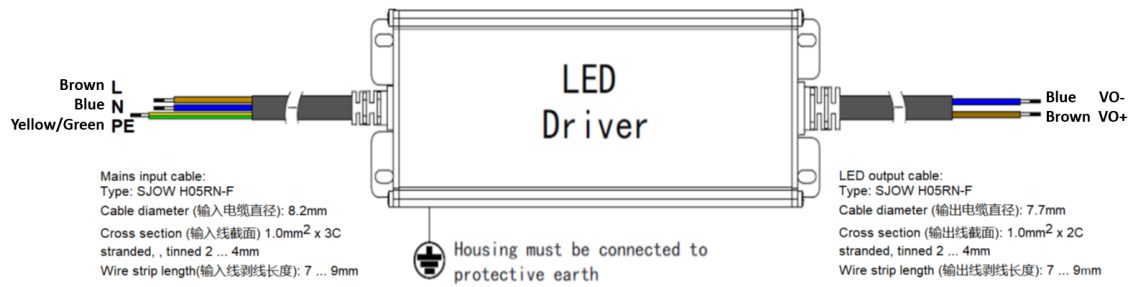 Brown L
Blue N
Yellow/Green PE
LED
Driver
Blue VO-
Brown VO+
Mains input cable:
Type: SJOW H05RN-F
Cable diameter (输入电缆直径): 8.2mm
Cross section (输入线截面) 1.0mm² x 3C
stranded, , tinned 2 ... 4mm
Wire strip length(输入线剥线长度): 7 ... 9mm
Housing must be connected to
protective earth
LED output cable:
Type: SJOW H05RN-F
Cable diameter (输出电缆直径): 7.7mm
Cross section (输出线截面): 1.0mm² x 2C
stranded, tinned 2 ... 4mm
Wire strip length (输出线剥线长度): 7 ... 9mm